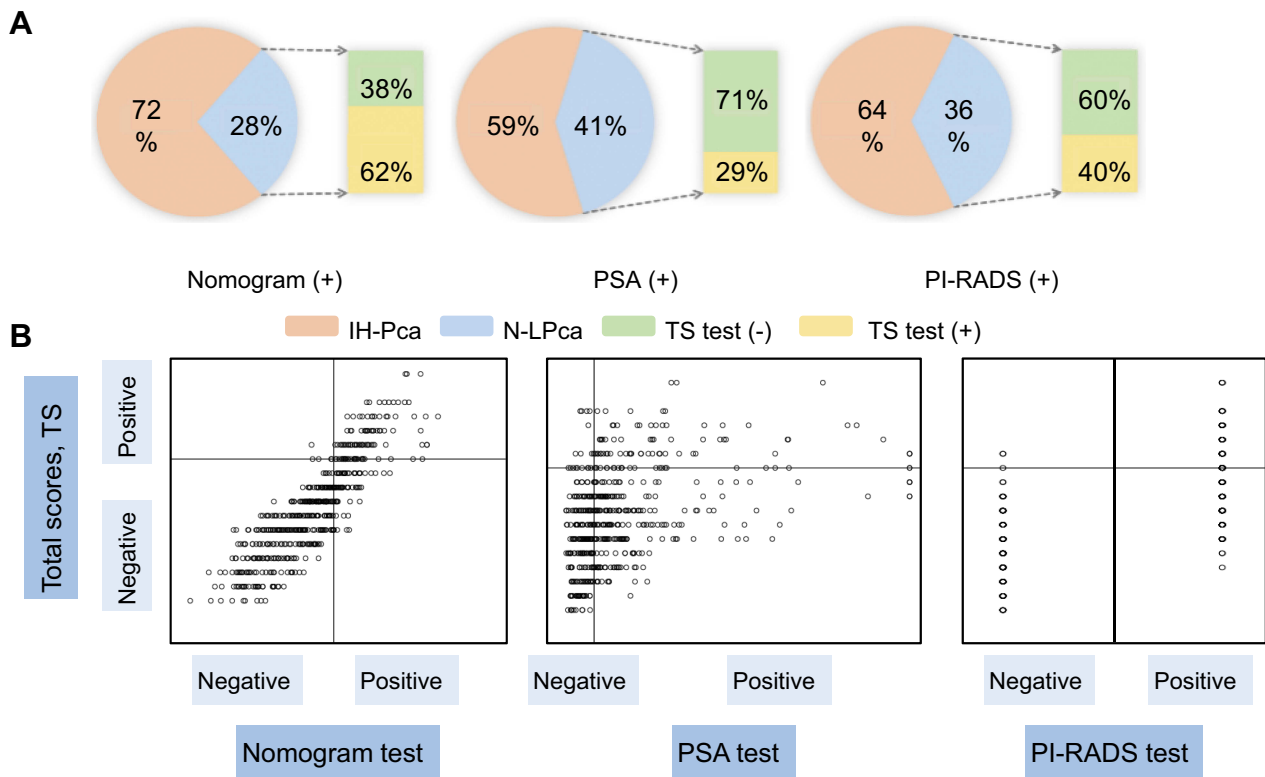 A
72
%
28%
38%
62%
59%
41%
71%
29%
64
%
36
%
60%
40%
Nomogram (+)
PSA (+)
PI-RADS (+)
IH-Pca
N-LPca
TS test (-)
TS test (+)
B
Total scores, TS
Positive
Negative
Negative
Positive
Negative
Positive
Negative
Positive
Nomogram test
PSA test
PI-RADS test